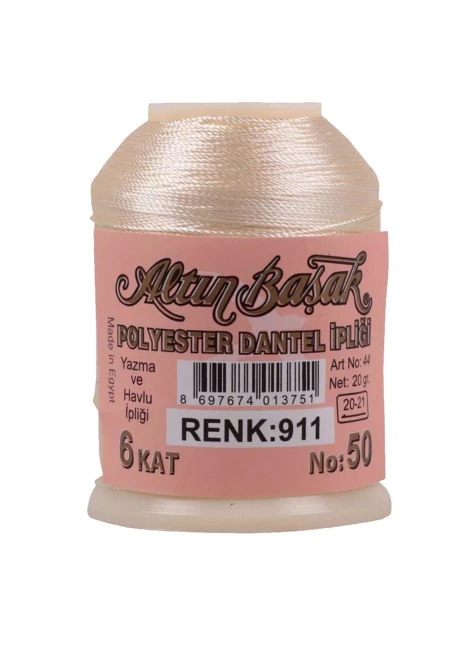 Altın Başak
POLYESTER DANTEL İPLİĞİ
Made in Egypt
Yazma
ve
Havlu
İpliği
Art No: 44
Net: 20 gr.
20-21
8 697674 013751
RENK:911
6 KAT
No: 50